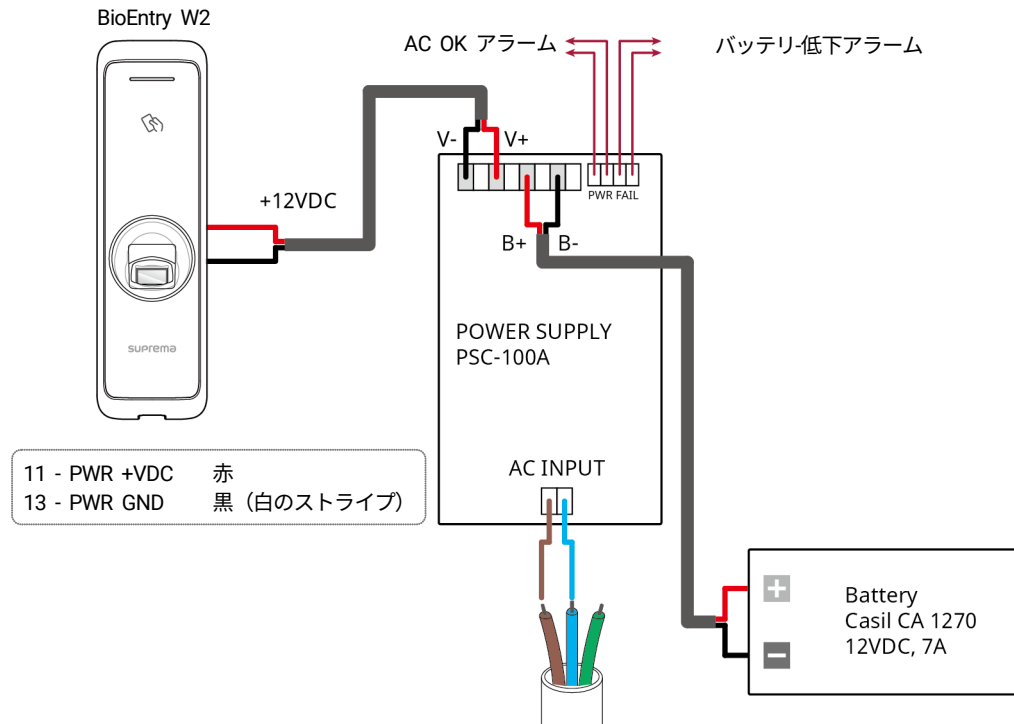 BioEntry W2
AC OK アラーム
バッテリ-低下アラーム
V-
V+
PWR FAIL
+12VDC
B+
B-
suprema
POWER SUPPLY
PSC-100A
AC INPUT
11 - PWR +VDC 赤
13 - PWR GND 黒（白のストライプ）
+
Battery
Casil CA 1270
12VDC, 7A
−